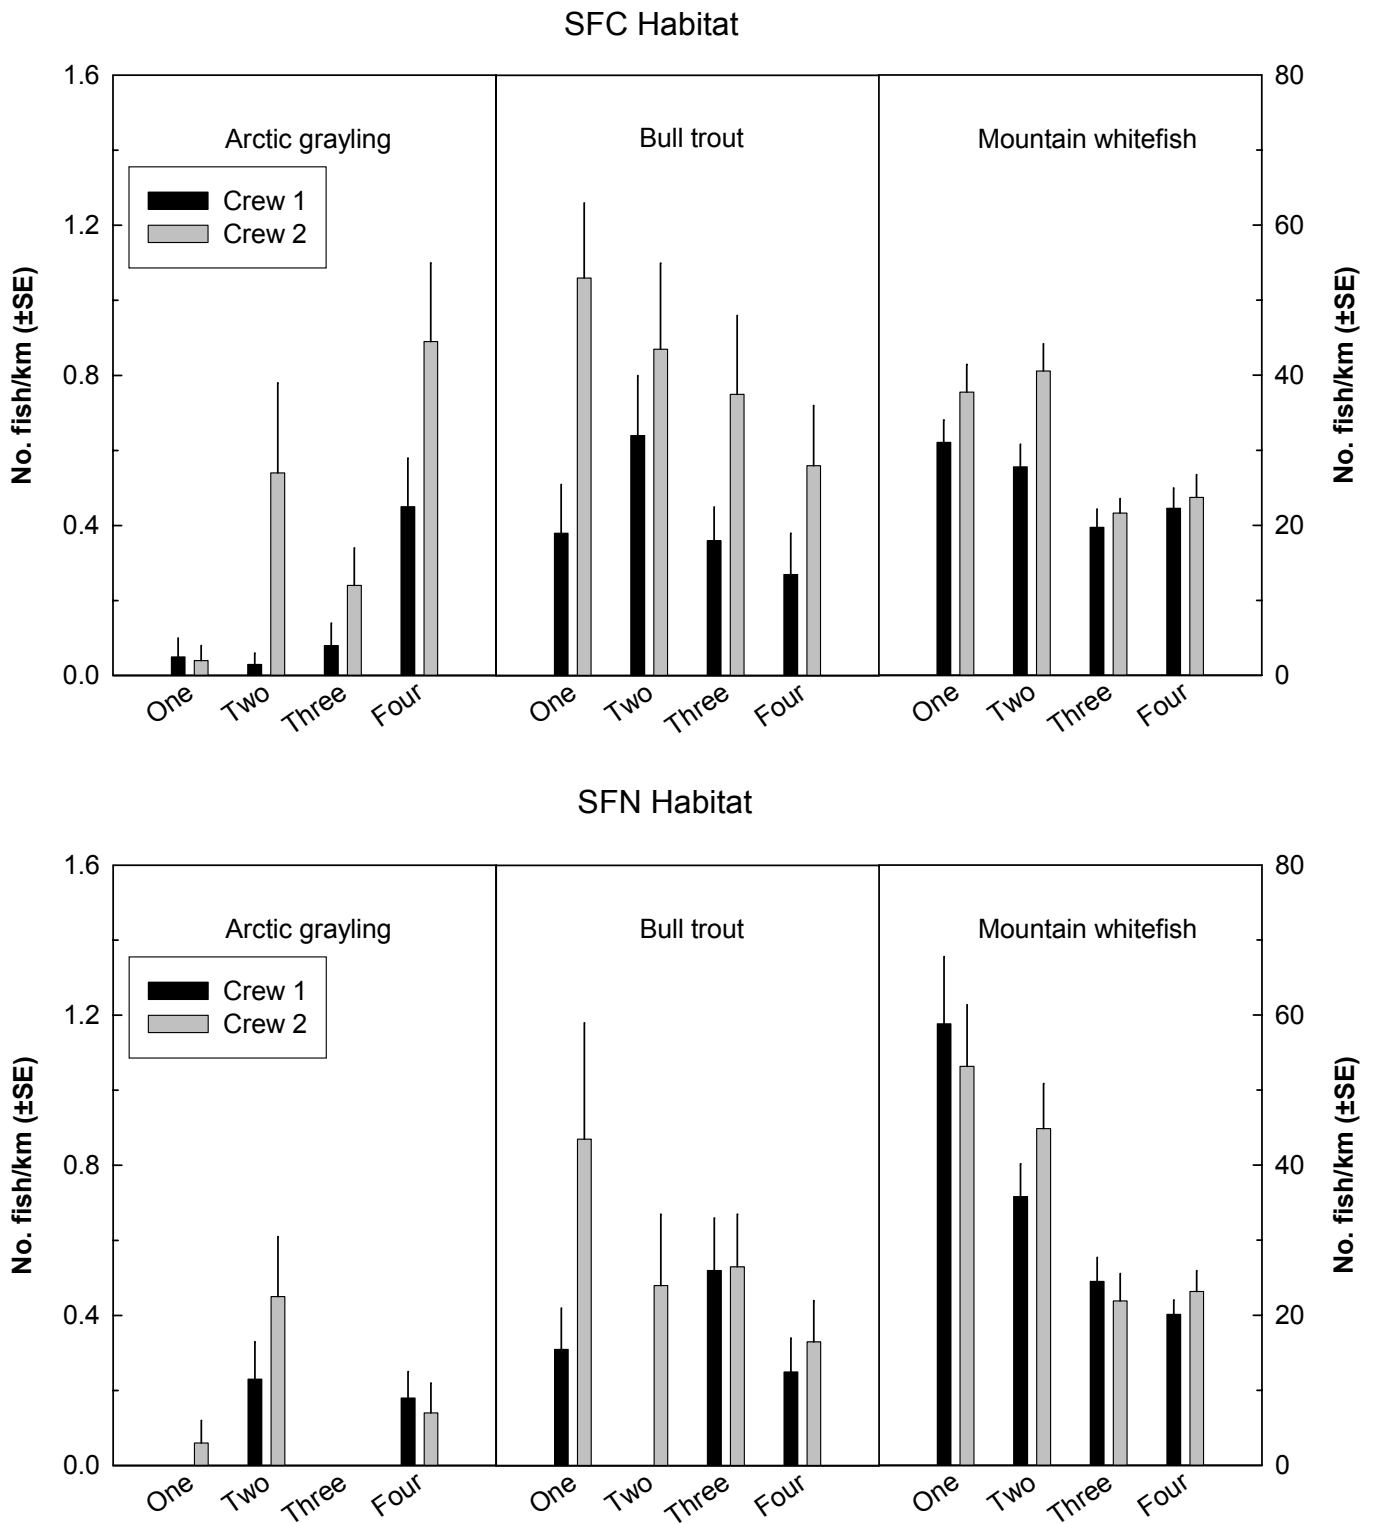 SFC Habitat
1.6
80
Arctic grayling
Bull trout
Mountain whitefish
Crew 1
Crew 2
1.2
60
No. fish/km (±SE)
No. fish/km (±SE)
0.8
40
0.4
20
0.0
0
One Two Three Four
One Two Three Four
One Two Three Four
SFN Habitat
1.6
80
Arctic grayling
Bull trout
Mountain whitefish
Crew 1
Crew 2
1.2
60
No. fish/km (±SE)
No. fish/km (±SE)
0.8
40
0.4
20
0.0
0
One Two Three Four
One Two Three Four
One Two Three Four